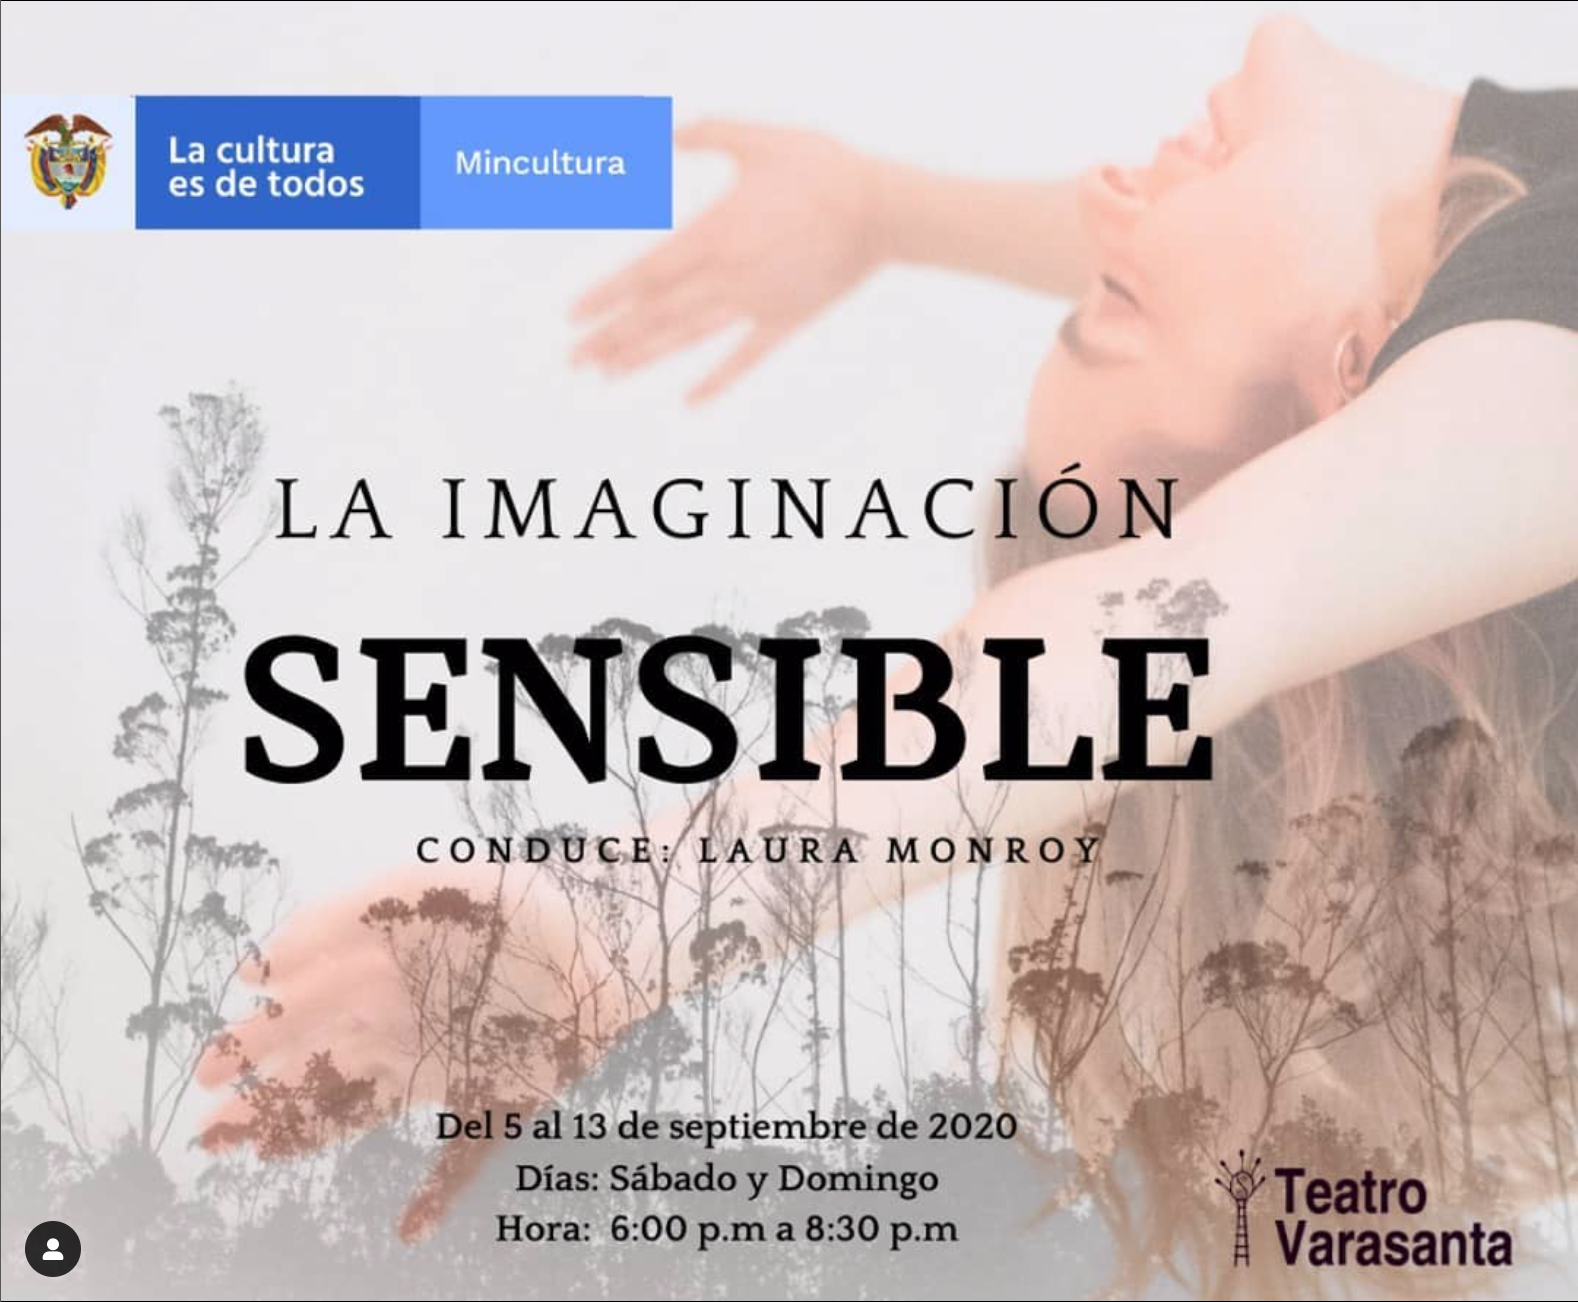 La cultura
es de todos
Mincultura
LA IMAGINACIÓN
SENSIBLE
CONDUCE: LAURA MONROY
Del 5 al 13 de septiembre de 2020
Días: Sábado y Domingo
Hora: 6:00 p.m a 8:30 p.m
Teatro
Varasanta